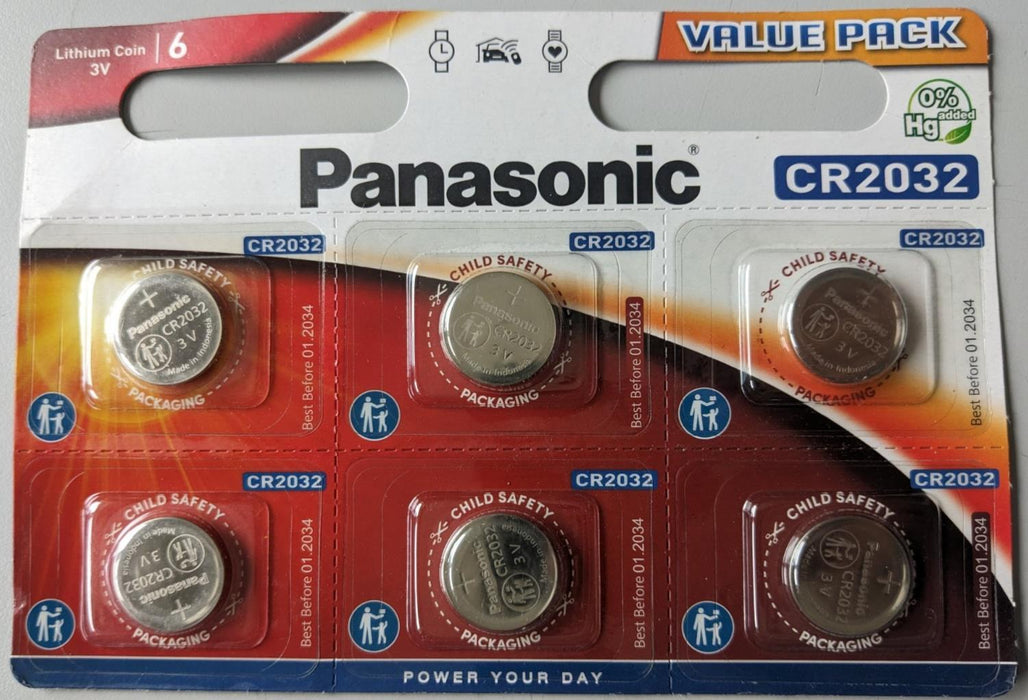 Lithium Coin
3V
6
VALUE PACK
0%
Hg added
Panasonic®
CR2032
CR2032
CHILD SAFETY
PACKAGING
+
Panasonic
CR2032
3V
Made in Indonesia
Best Before 01.2034
CR2032
CHILD SAFETY
PACKAGING
+
Panasonic
CR2032
3V
Made in Indonesia
Best Before 01.2034
CR2032
CHILD SAFETY
PACKAGING
+
Panasonic
CR2032
3V
Made in Indonesia
Best Before 01.2034
CR2032
CHILD SAFETY
PACKAGING
+
Panasonic
CR2032
3V
Made in Indonesia
Best Before 01.2034
CR2032
CHILD SAFETY
PACKAGING
+
Panasonic
CR2032
3V
Made in Indonesia
Best Before 01.2034
CR2032
CHILD SAFETY
PACKAGING
+
Panasonic
CR2032
3V
Made in
Best Before 01.2034
POWER YOUR DAY